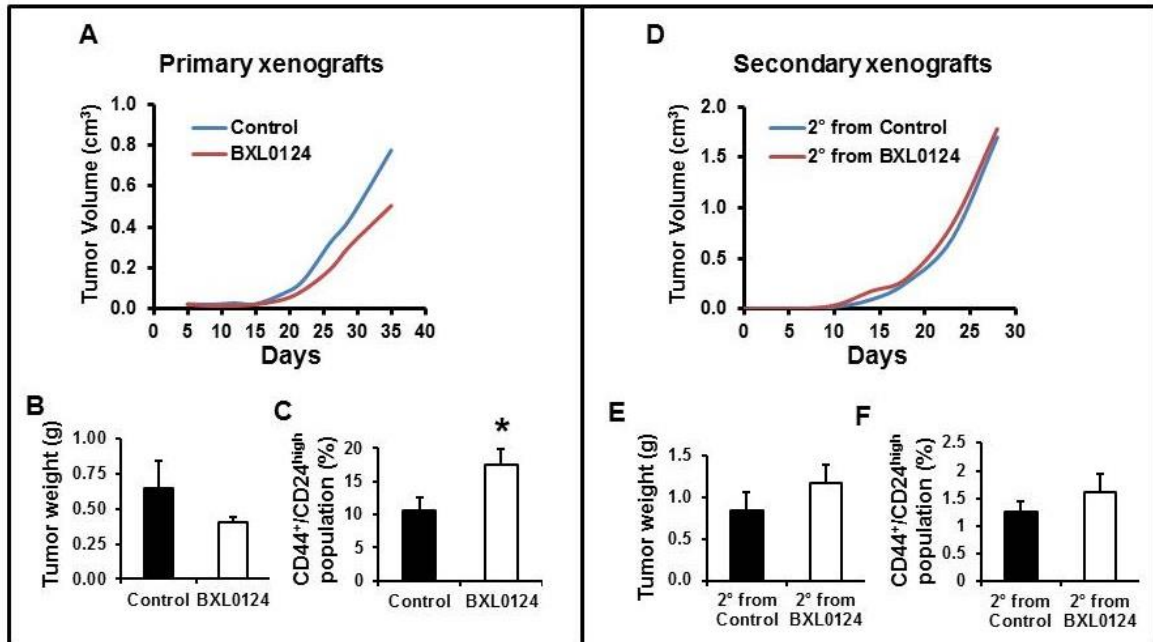 A
Primary xenografts
Tumor Volume (cm³)
1.0
0.8
0.6
0.4
0.2
0.0
Control
BXL0124
0 5 10 15 20 25 30 35 40
Days
B
Tumor weight (g)
1.00
0.75
0.50
0.25
0.00
Control BXL0124
C
CD44⁺/CD24ʰⁱᵍʰ
population (%)
20
15
10
5
0
*
Control BXL0124
D
Secondary xenografts
Tumor Volume (cm³)
2.0
1.5
1.0
0.5
0.0
2° from Control
2° from BXL0124
0 5 10 15 20 25 30
Days
E
Tumor weight (g)
1.5
1.0
0.5
0.0
2° from 2° from
Control BXL0124
F
CD44⁺/CD24ʰⁱᵍʰ
population (%)
2.5
2
1.5
1
0.5
0
2° from 2° from
Control BXL0124